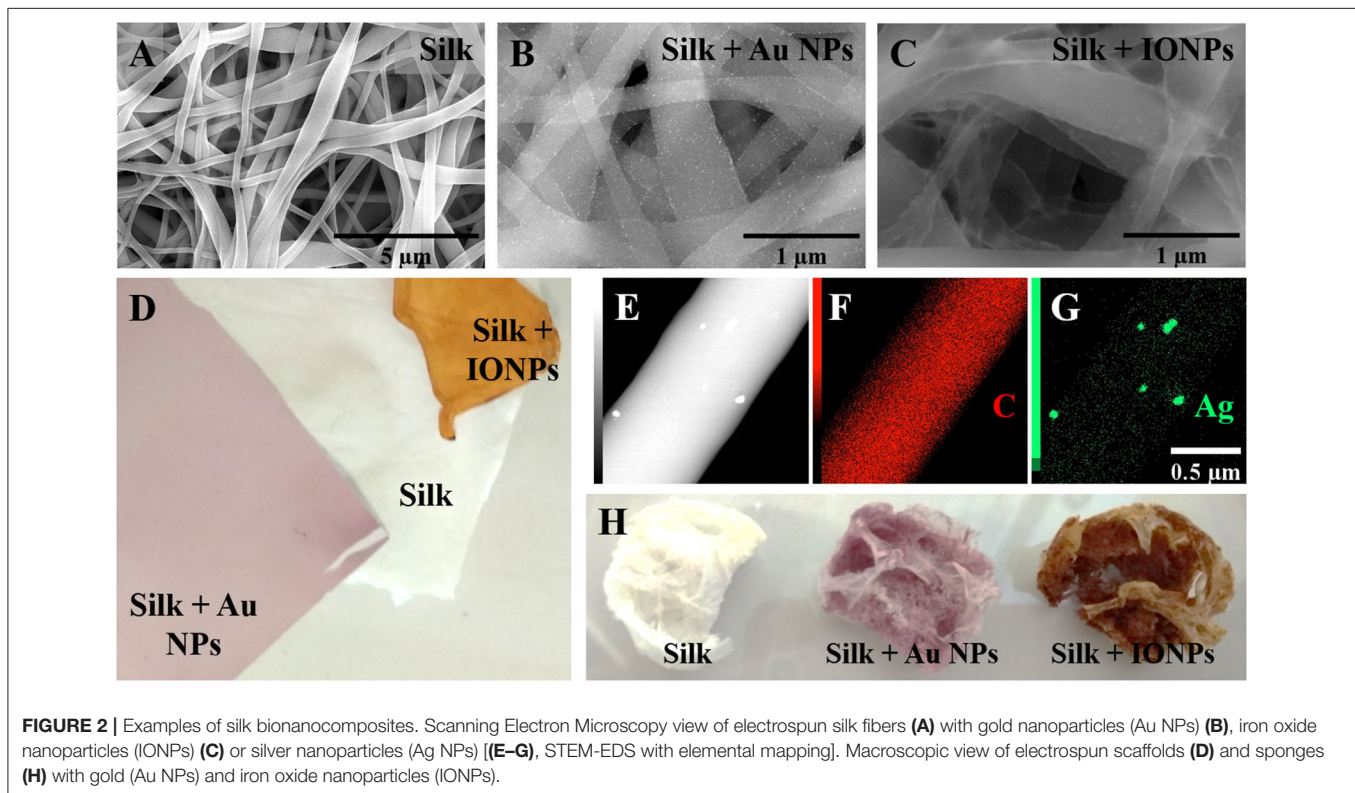 A
Silk
5 µm
B
Silk + Au NPs
1 µm
C
Silk + IONPs
1 µm
D
Silk +
IONPs
Silk
Silk + Au
NPs
E
F
C
G
Ag
0.5 µm
H
Silk
Silk + Au NPs
Silk + IONPs
FIGURE 2 | Examples of silk bionanocomposites. Scanning Electron Microscopy view of electrospun silk fibers (A) with gold nanoparticles (Au NPs) (B), iron oxide
nanoparticles (IONPs) (C) or silver nanoparticles (Ag NPs) [(E–G), STEM-EDS with elemental mapping]. Macroscopic view of electrospun scaffolds (D) and sponges
(H) with gold (Au NPs) and iron oxide nanoparticles (IONPs).